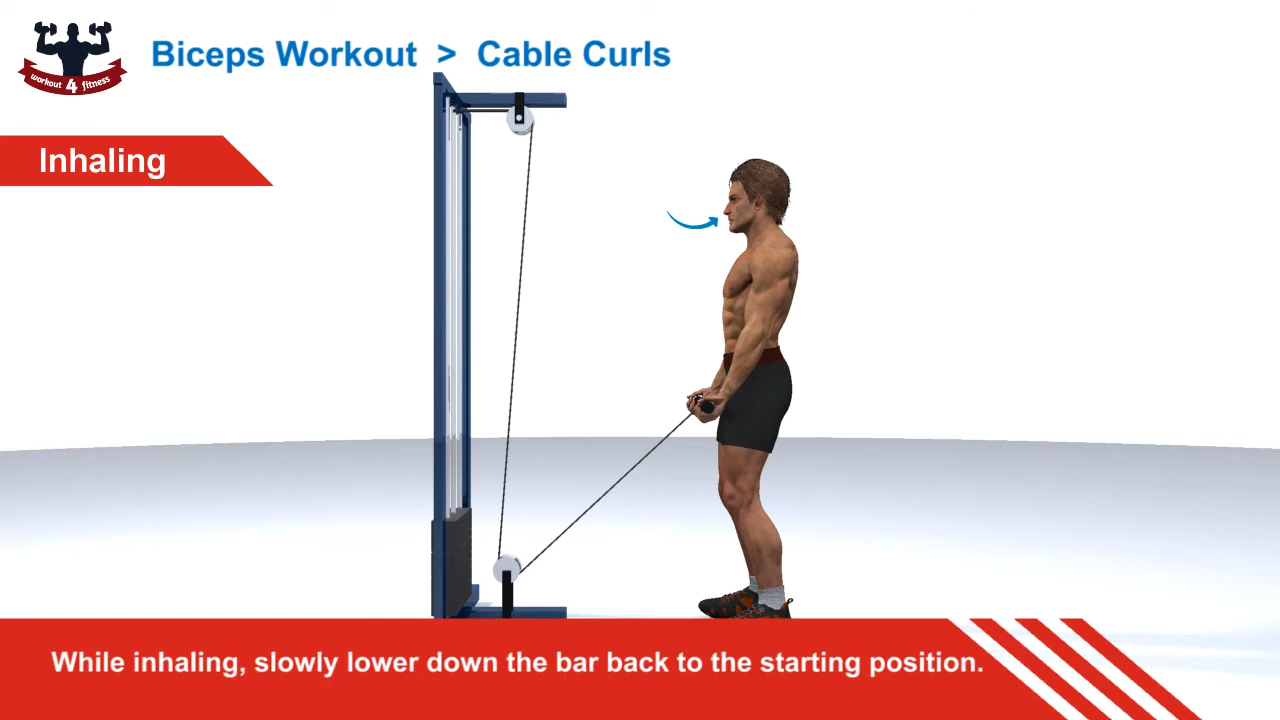 Biceps Workout > Cable Curls
workout 4 fitness
Inhaling
While inhaling, slowly lower down the bar back to the starting position.